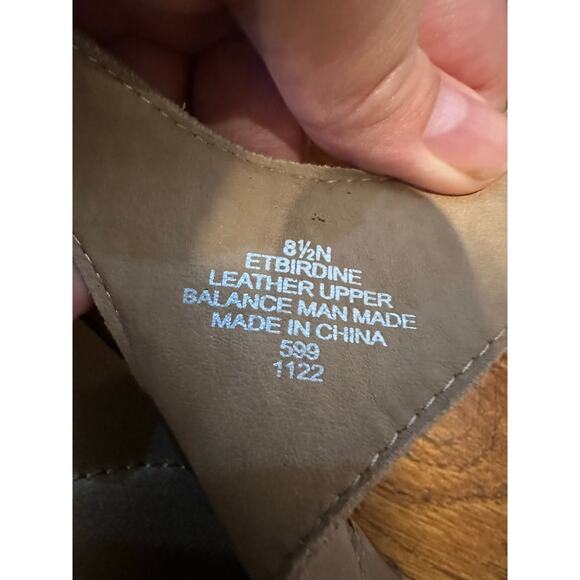 8½N
ETBIRDINE
LEATHER UPPER
BALANCE MAN MADE
MADE IN CHINA
599
1122